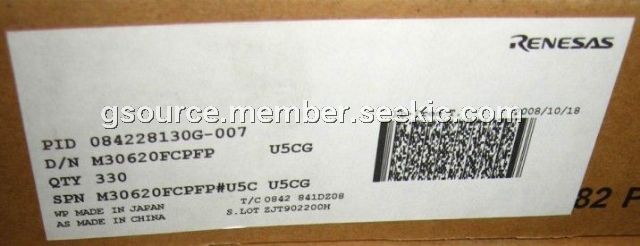 RENESAS
gsource.member.seekic.com
2008/10/18
PID 084228130G-007
D/N M30620FCPFP U5CG
QTY 330
SPN M30620FCPFP#U5C U5CG
WP MADE IN JAPAN T/C 0842 841DZ08
AS MADE IN CHINA S.LOT ZJT902200H
82 P